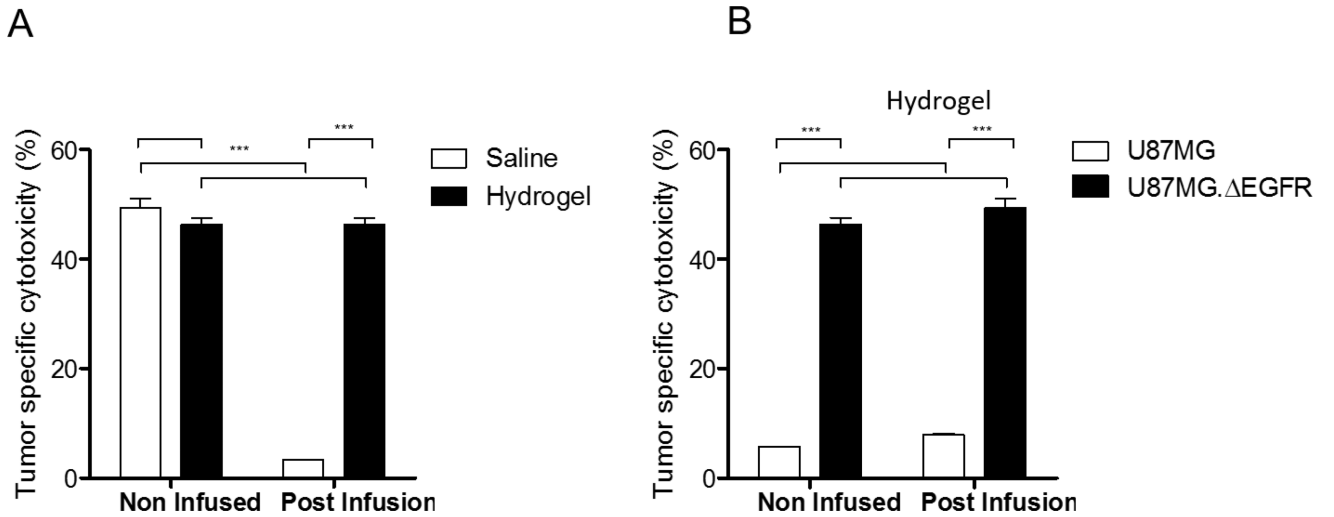 A
Tumor specific cytotoxicity (%)
60
40
20
0
***
***
Saline
Hydrogel
Non Infused
Post Infusion
B
Hydrogel
Tumor specific cytotoxicity (%)
60
40
20
0
***
***
U87MG
U87MG.ΔEGFR
Non Infused
Post Infusion